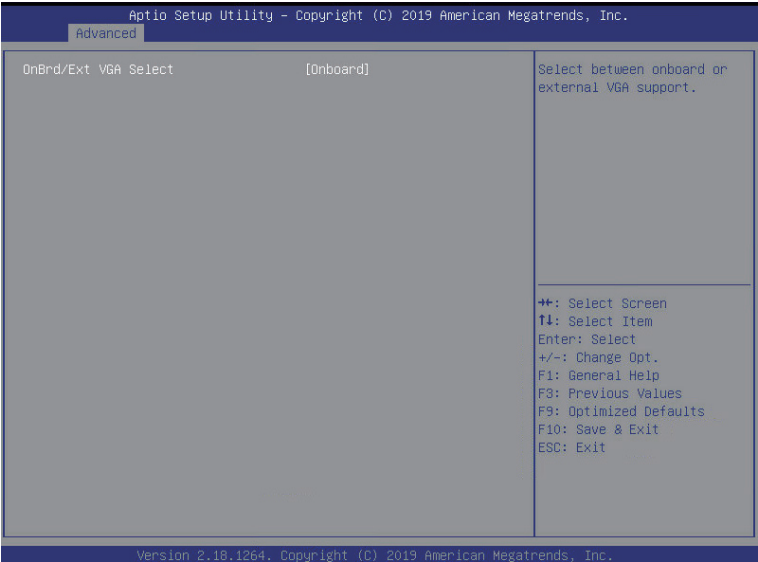 Aptio Setup Utility – Copyright (C) 2019 American Megatrends, Inc.
Advanced
OnBrd/Ext VGA Select [Onboard]
Select between onboard or
external VGA support.
→←: Select Screen
↑↓: Select Item
Enter: Select
+/-: Change Opt.
F1: General Help
F3: Previous Values
F9: Optimized Defaults
F10: Save & Exit
ESC: Exit
Version 2.18.1264. Copyright (C) 2019 American Megatrends, Inc.